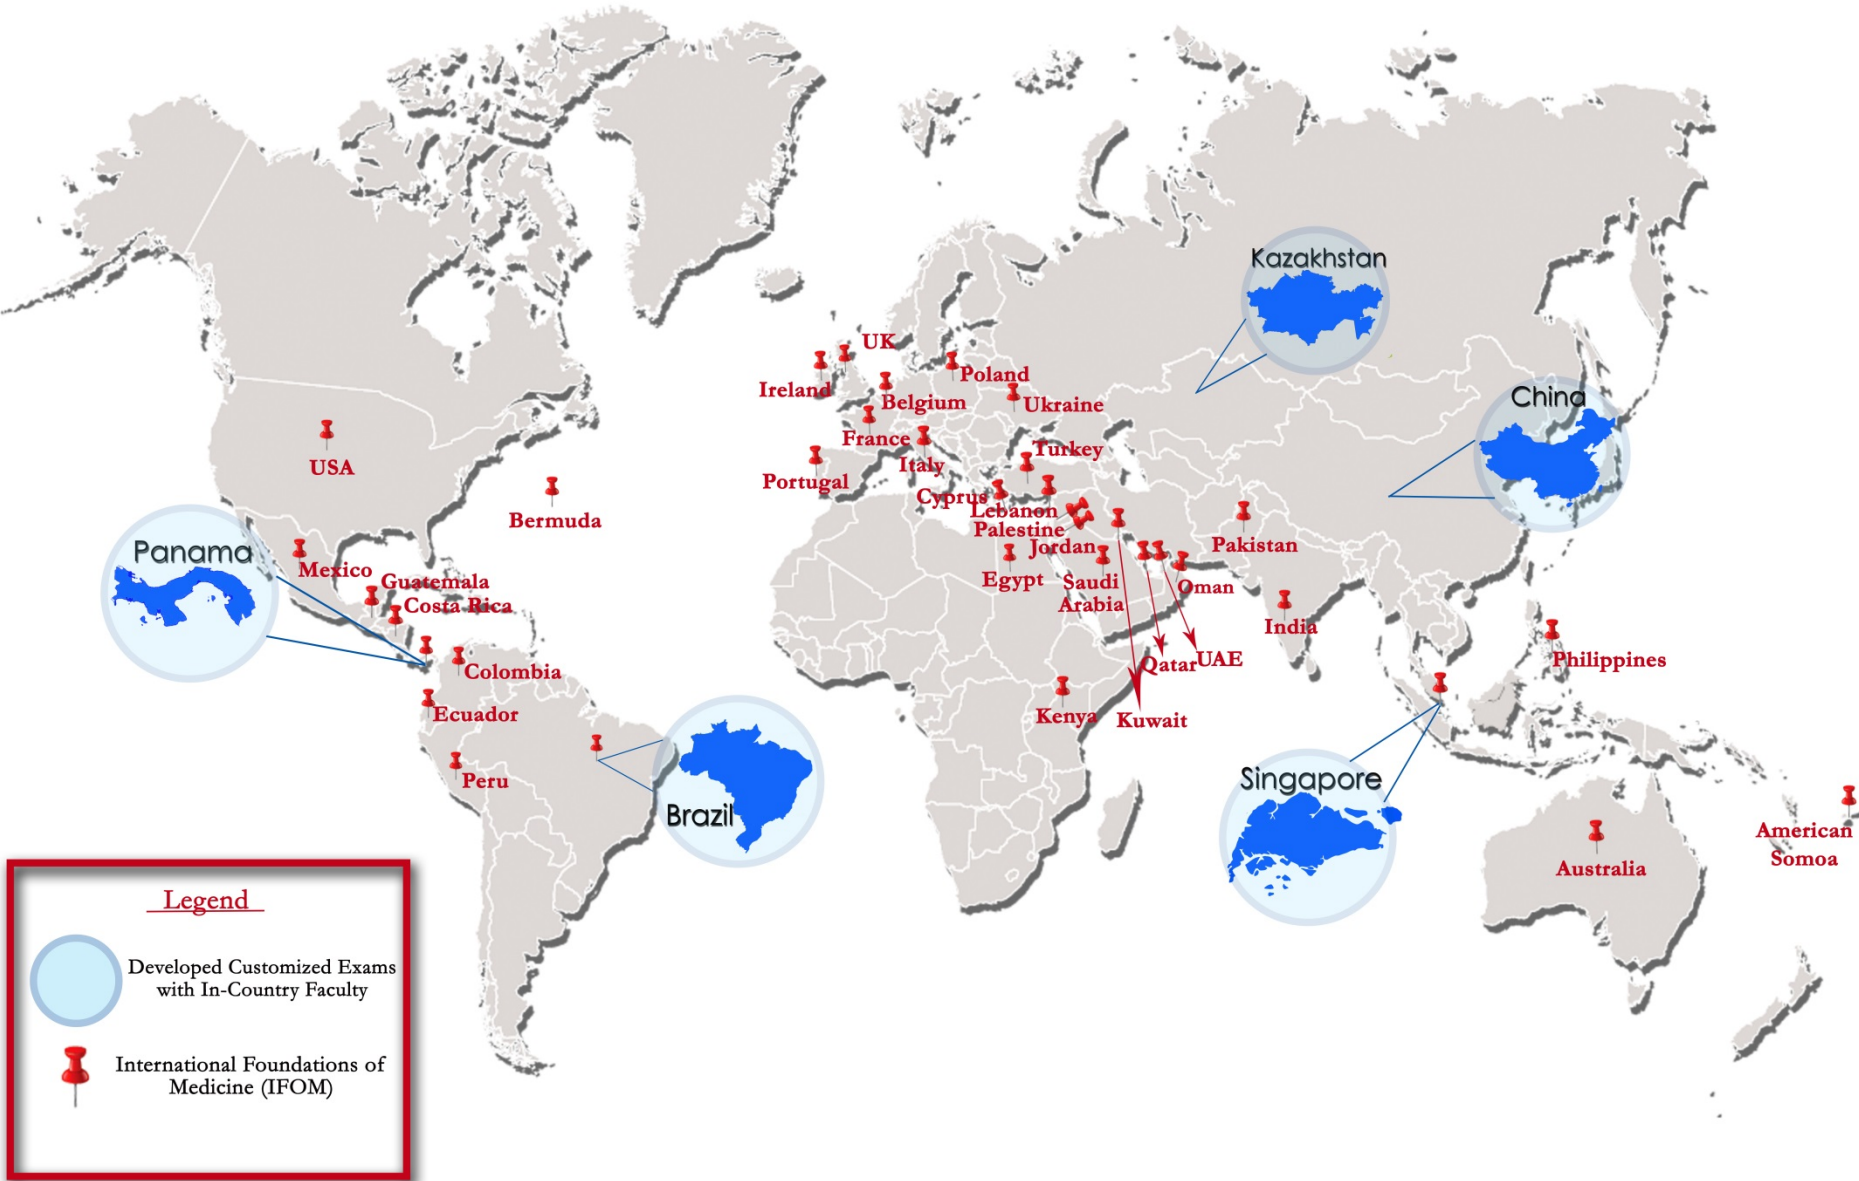 Kazakhstan
UK
Ireland
Poland
Belgium
Ukraine
China
France
Turkey
Italy
USA
Portugal
Cyprus
Lebanon
Bermuda
Palestine
Jordan
Pakistan
Panama
Mexico
Guatemala
Egypt
Saudi
Arabia
Oman
Costa Rica
India
Qatar
UAE
Philippines
Colombia
Ecuador
Kenya
Kuwait
Peru
Singapore
Brazil
American
Somoa
Australia
Legend
Developed Customized Exams
with In-Country Faculty
International Foundations of
Medicine (IFOM)